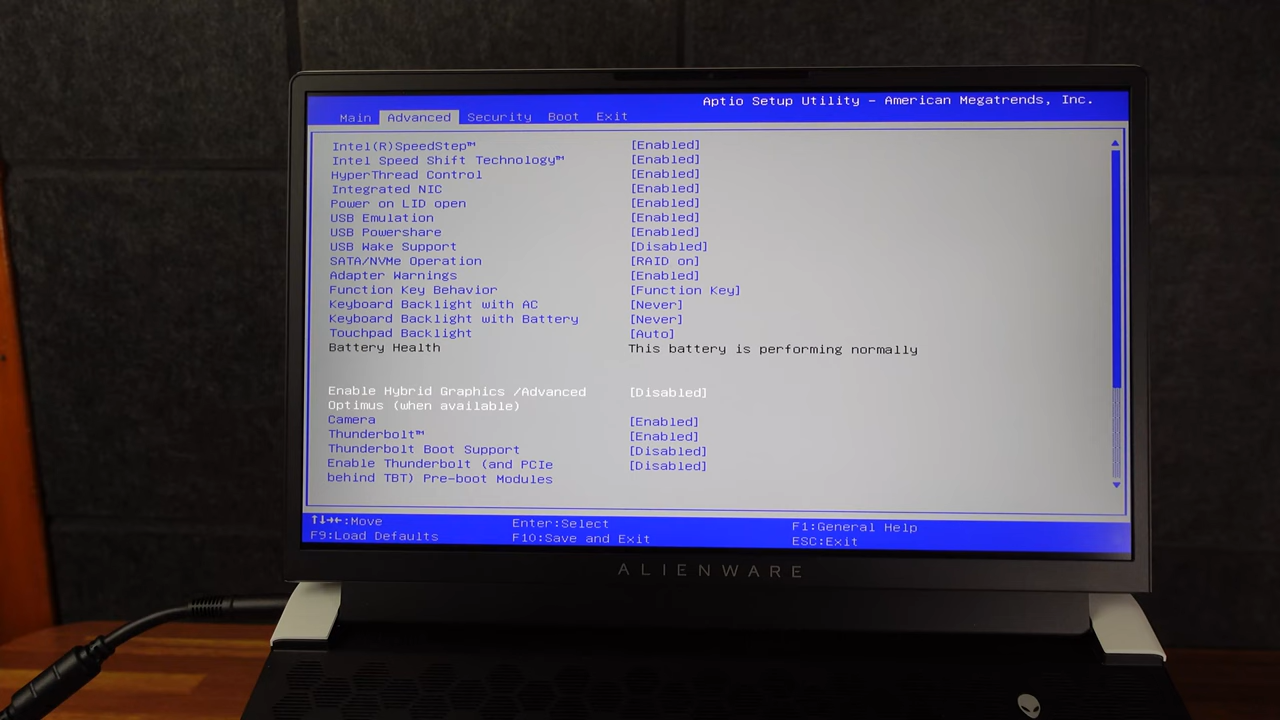 Aptio Setup Utility – American Megatrends, Inc.
Main Advanced Security Boot Exit
Intel(R)SpeedStep™ [Enabled]
Intel Speed Shift Technology™ [Enabled]
HyperThread Control [Enabled]
Integrated NIC [Enabled]
Power on LID open [Enabled]
USB Emulation [Enabled]
USB Powershare [Enabled]
USB Wake Support [Disabled]
SATA/NVMe Operation [RAID on]
Adapter Warnings [Enabled]
Function Key Behavior [Function Key]
Keyboard Backlight with AC [Never]
Keyboard Backlight with Battery [Never]
Touchpad Backlight [Auto]
Battery Health This battery is performing normally
Enable Hybrid Graphics /Advanced [Disabled]
Optimus (when available)
Camera [Enabled]
Thunderbolt™ [Enabled]
Thunderbolt Boot Support [Disabled]
Enable Thunderbolt (and PCIe [Disabled]
behind TBT) Pre-boot Modules
↑↓→←:Move Enter:Select F1:General Help
F9:Load Defaults F10:Save and Exit ESC:Exit
ALIENWARE